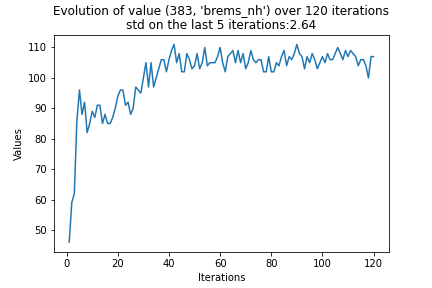 Evolution of value (383, 'brems_nh') over 120 iterations
std on the last 5 iterations:2.64
110
100
90
80
70
60
50
Values
0 20 40 60 80 100 120
Iterations